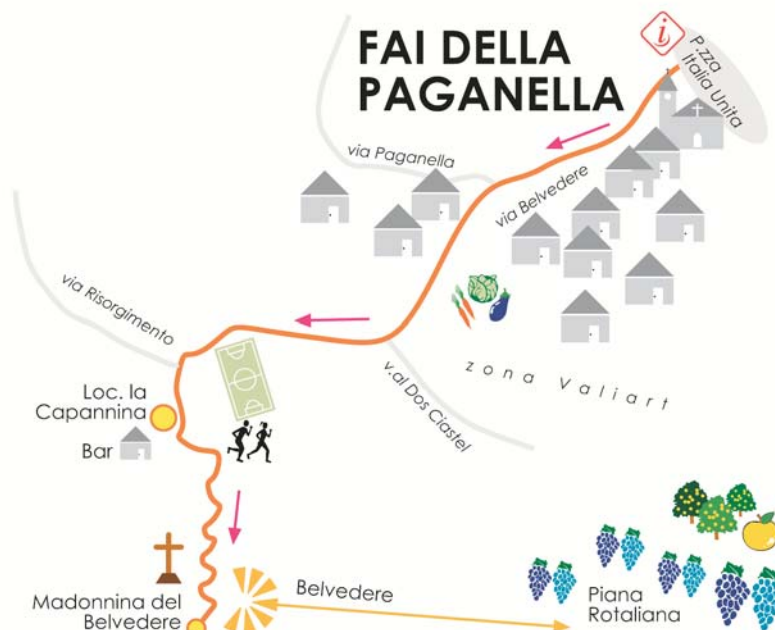 FAI DELLA
PAGANELLA
i
P.zza
Italia Unita
via Paganella
via Belvedere
via Risorgimento
zona Valiart
v.al Dos Ciastel
Loc. la
Capannina
Bar
Madonnina del
Belvedere
Belvedere
Piana
Rotaliana